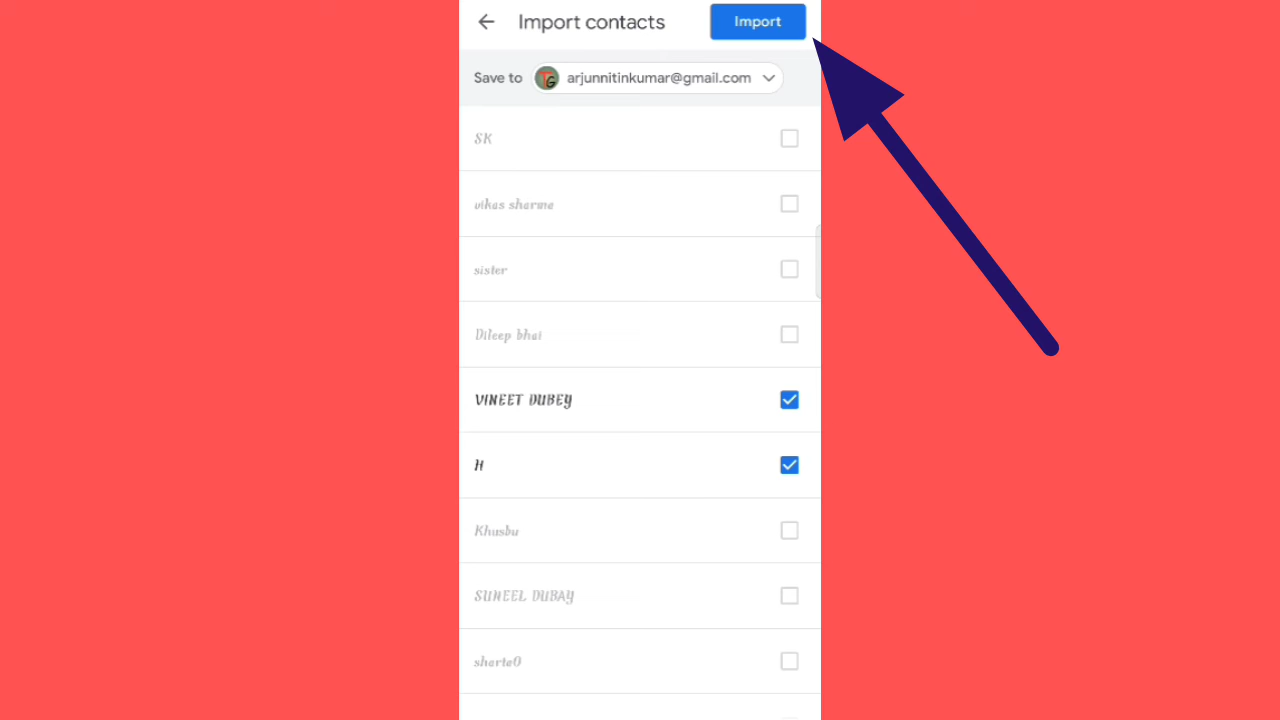 Import contacts Import
Save to arjunnitinkumar@gmail.com
SK
vikas sharma
sister
Dileep bhai
VINEET DUBEY
H
Khusbu
SUNEEL DUBAY